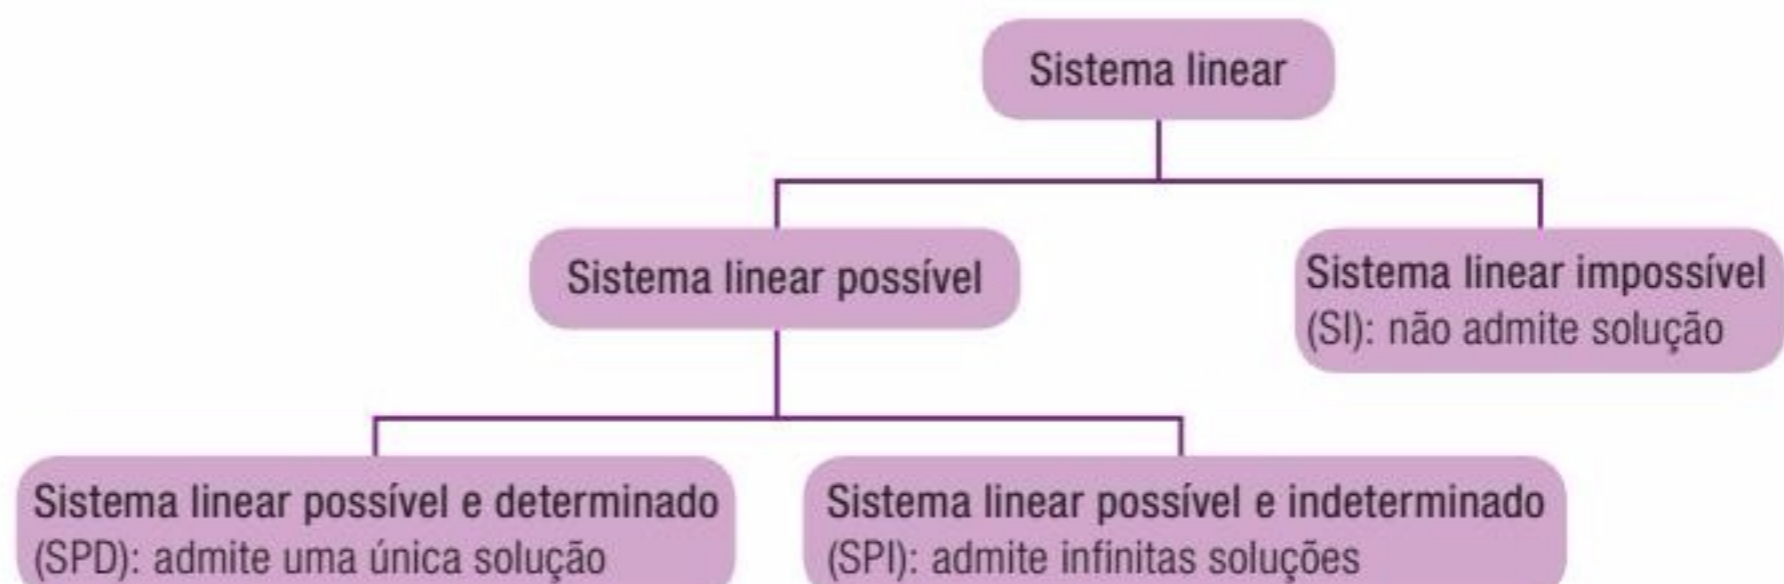 Sistema linear
Sistema linear possível
Sistema linear impossível
(SI): não admite solução
Sistema linear possível e determinado
(SPD): admite uma única solução
Sistema linear possível e indeterminado
(SPI): admite infinitas soluções